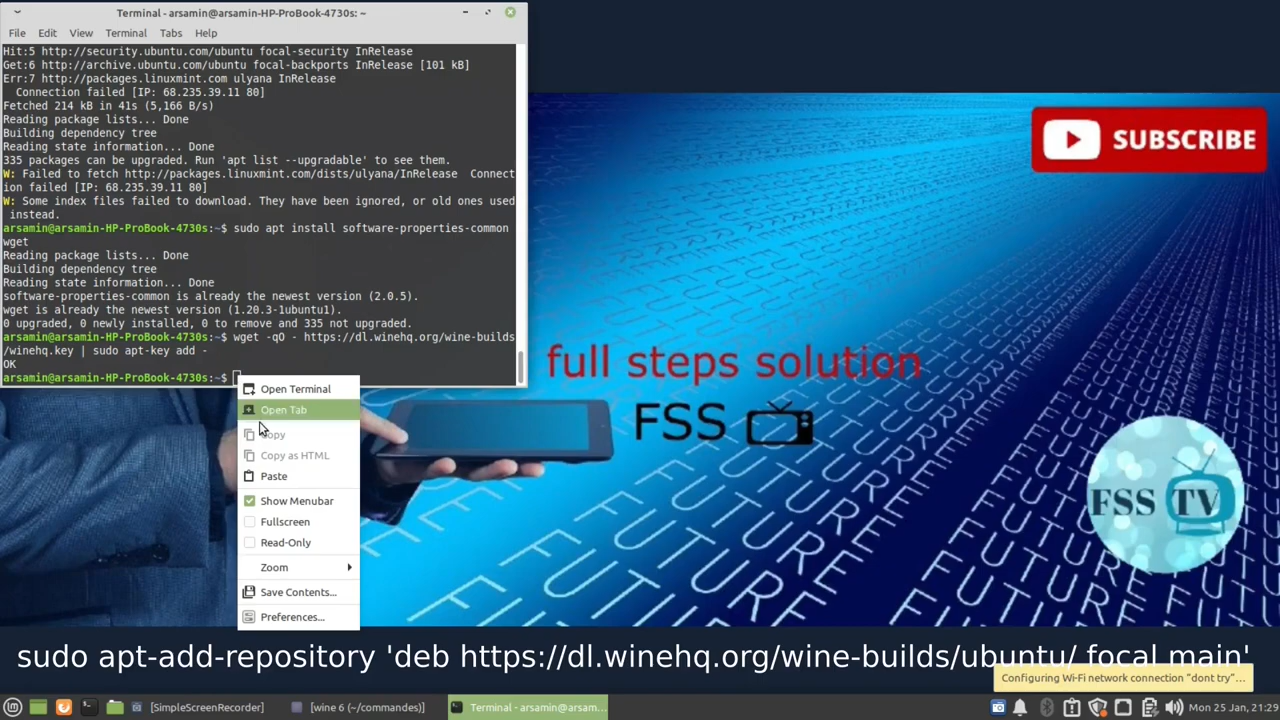 Terminal - arsamin@arsamin-HP-ProBook-4730s: ~
File Edit View Terminal Tabs Help
Hit:5 http://security.ubuntu.com/ubuntu focal-security InRelease
Get:6 http://archive.ubuntu.com/ubuntu focal-backports InRelease [101 kB]
Err:7 http://packages.linuxmint.com ulyana InRelease
Connection failed [IP: 68.235.39.11 80]
Fetched 214 kB in 41s (5,166 B/s)
Reading package lists... Done
Building dependency tree
Reading state information... Done
335 packages can be upgraded. Run 'apt list --upgradable' to see them.
W: Failed to fetch http://packages.linuxmint.com/dists/ulyana/InRelease Connect
ion failed [IP: 68.235.39.11 80]
W: Some index files failed to download. They have been ignored, or old ones used
instead.
arsamin@arsamin-HP-ProBook-4730s:~$ sudo apt install software-properties-common
wget
Reading package lists... Done
Building dependency tree
Reading state information... Done
software-properties-common is already the newest version (2.0.5).
wget is already the newest version (1.20.3-1ubuntu1).
0 upgraded, 0 newly installed, 0 to remove and 335 not upgraded.
arsamin@arsamin-HP-ProBook-4730s:~$ wget -qO - https://dl.winehq.org/wine-builds
/winehq.key | sudo apt-key add -
OK
arsamin@arsamin-HP-ProBook-4730s:~$
Open Terminal
Open Tab
Copy
Copy as HTML
Paste
Show Menubar
Fullscreen
Read-Only
Zoom
Save Contents...
Preferences...
SUBSCRIBE
full steps solution
FSS
FSS TV
FUTURE
sudo apt-add-repository 'deb https://dl.winehq.org/wine-builds/ubuntu/ focal main'
Configuring Wi-Fi network connection “dont try”...
[SimpleScreenRecorder]
[wine 6 (~/commandes)]
Terminal - arsamin@arsam...
Mon 25 Jan, 21:29